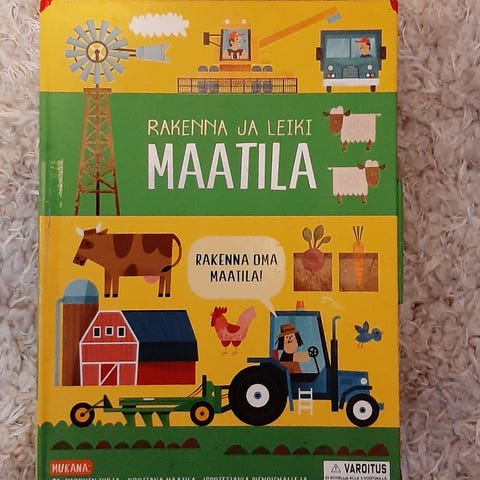 RAKENNA JA LEIKI
MAATILA
RAKENNA OMA
MAATILA!
MUKANA:
VAROITUS